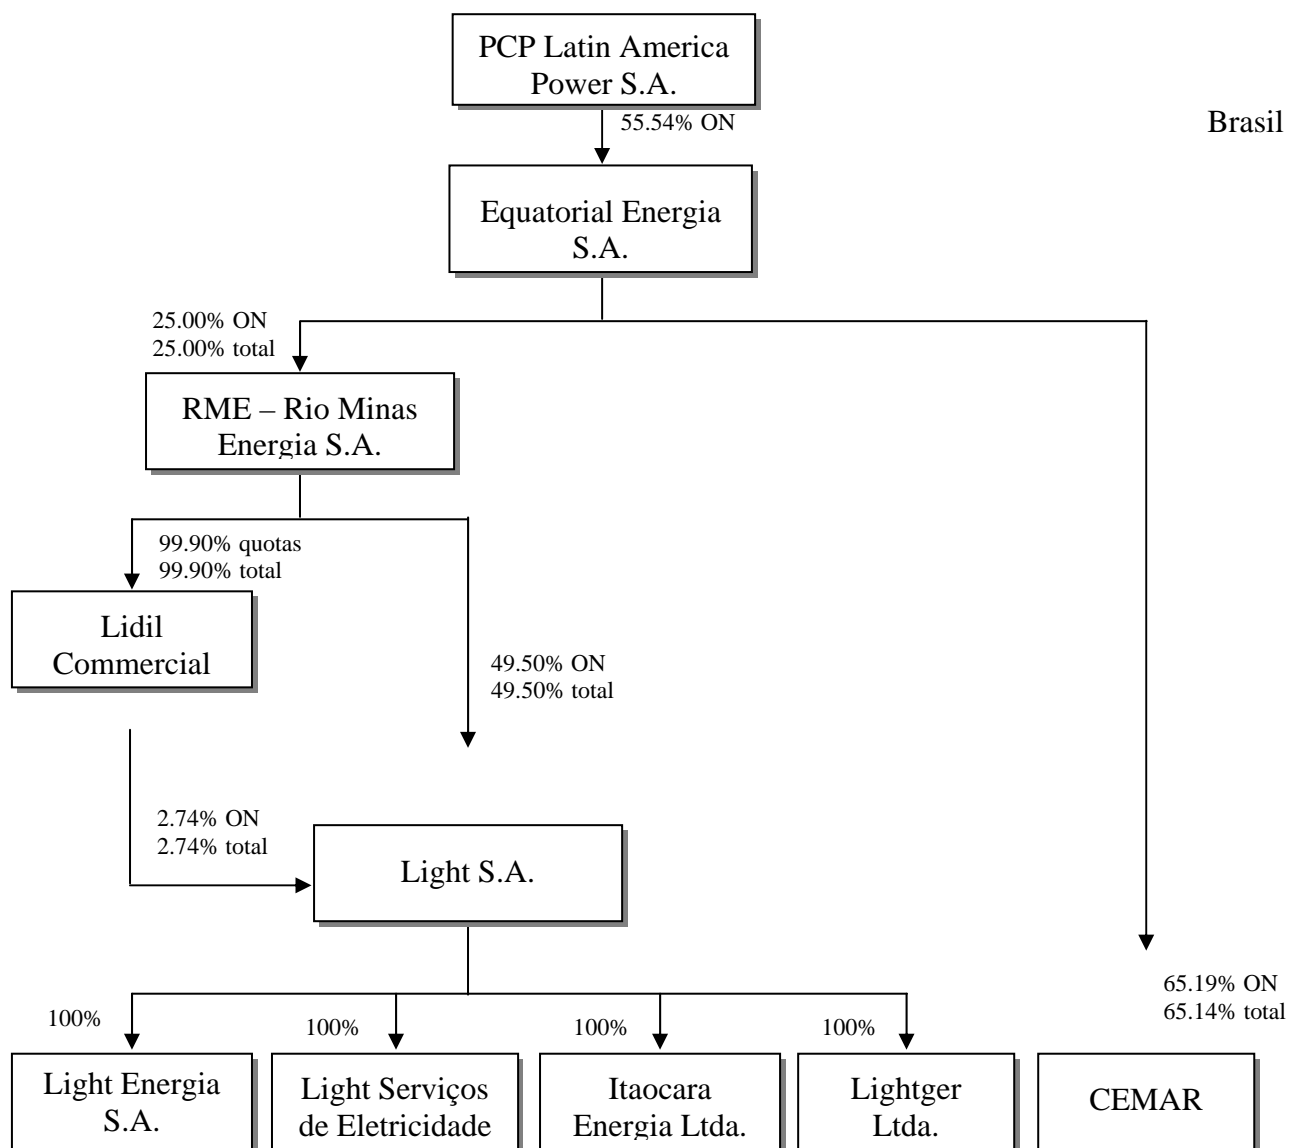 PCP Latin America
Power S.A.
55.54% ON
Brasil
Equatorial Energia
S.A.
25.00% ON
25.00% total
RME – Rio Minas
Energia S.A.
99.90% quotas
99.90% total
Lidil
Commercial
49.50% ON
49.50% total
2.74% ON
2.74% total
Light S.A.
65.19% ON
65.14% total
100%
100%
100%
100%
Light Energia
S.A.
Light Serviços
de Eletricidade
Itaocara
Energia Ltda.
Lightger
Ltda.
CEMAR